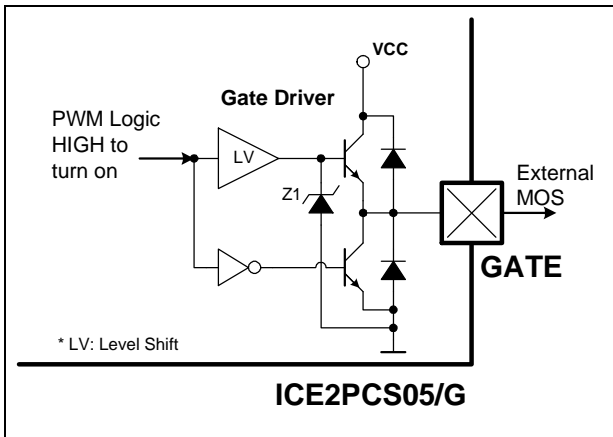 VCC
Gate Driver
PWM Logic
HIGH to
turn on
LV
Z1
External
MOS
GATE
* LV: Level Shift
ICE2PCS05/G